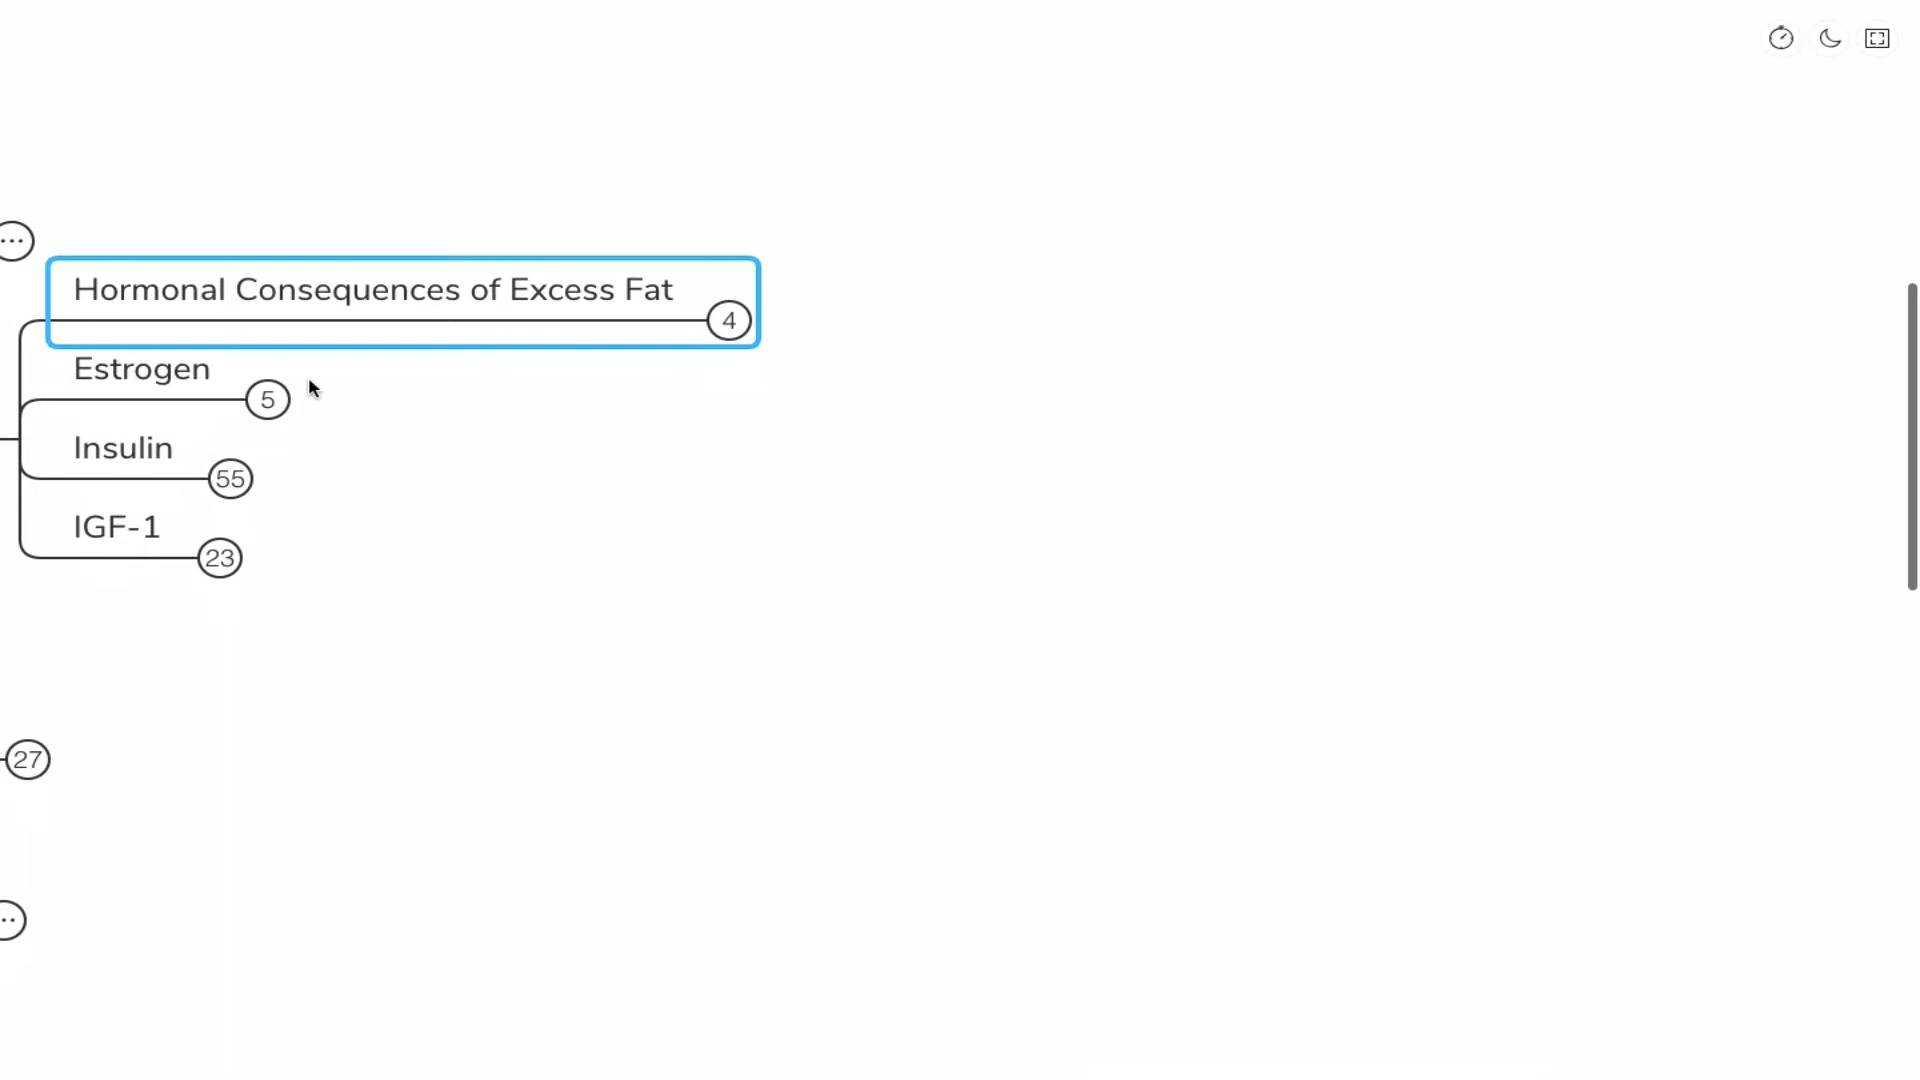 Hormonal Consequences of Excess Fat
4
Estrogen
5
Insulin
55
IGF-1
23
27